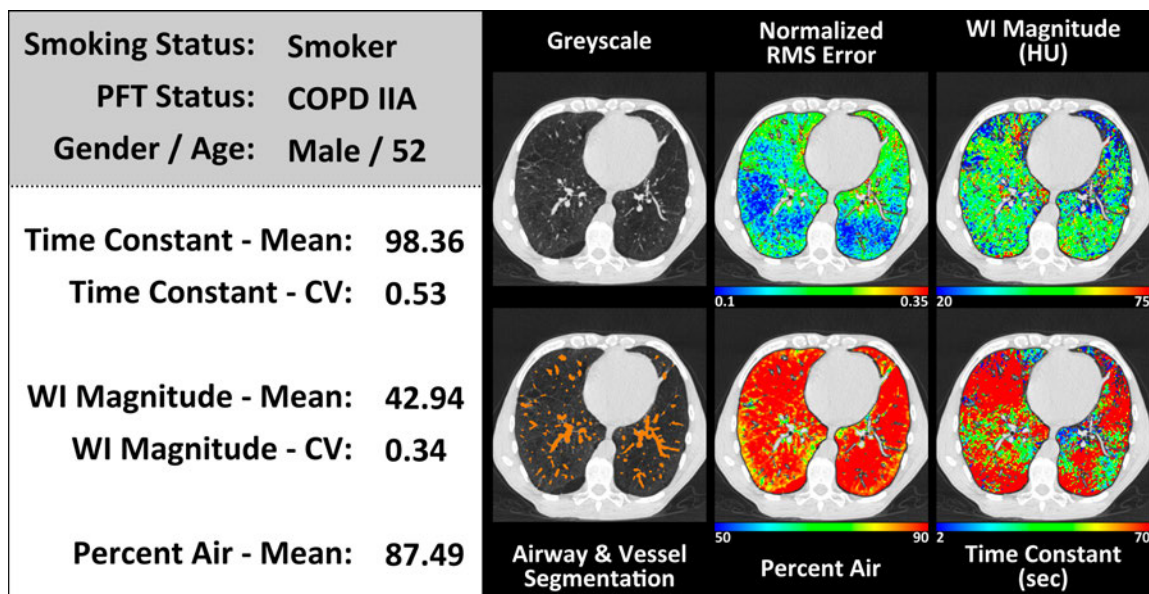 Smoking Status: Smoker
PFT Status: COPD IIA
Gender / Age: Male / 52
Time Constant - Mean: 98.36
Time Constant - CV: 0.53
WI Magnitude - Mean: 42.94
WI Magnitude - CV: 0.34
Percent Air - Mean: 87.49
Greyscale
Normalized
RMS Error
WI Magnitude
(HU)
0.1 0.35
20 75
Airway & Vessel
Segmentation
50 90
Percent Air
2 70
Time Constant
(sec)